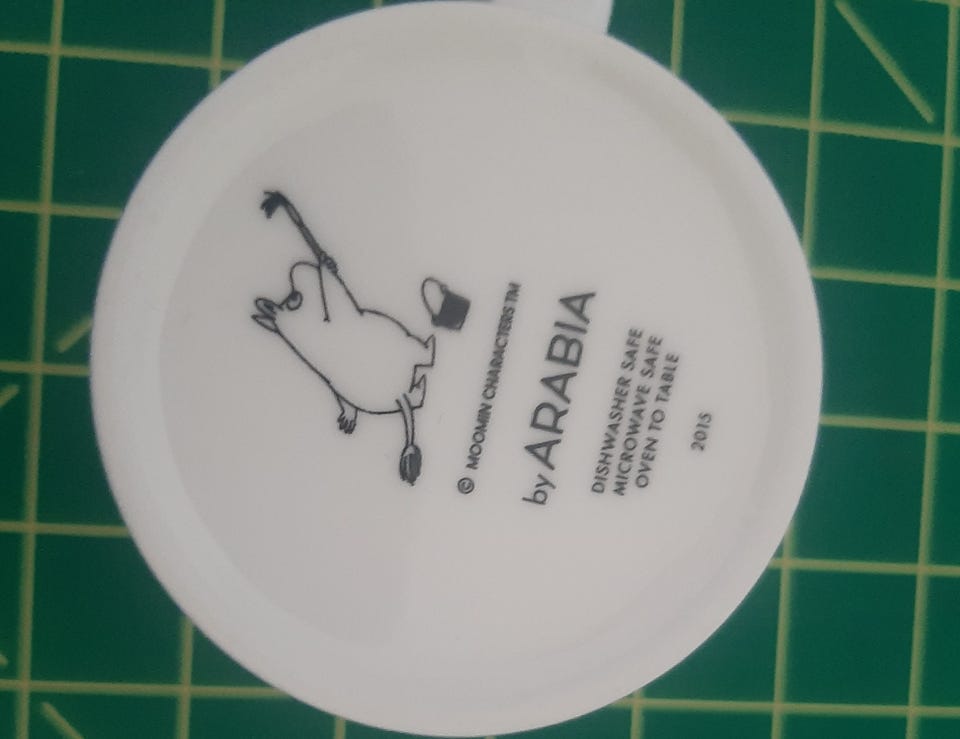 © MOOMIN CHARACTERS TM
by ARABIA
DISHWASHER SAFE
MICROWAVE SAFE
OVEN TO TABLE
2015